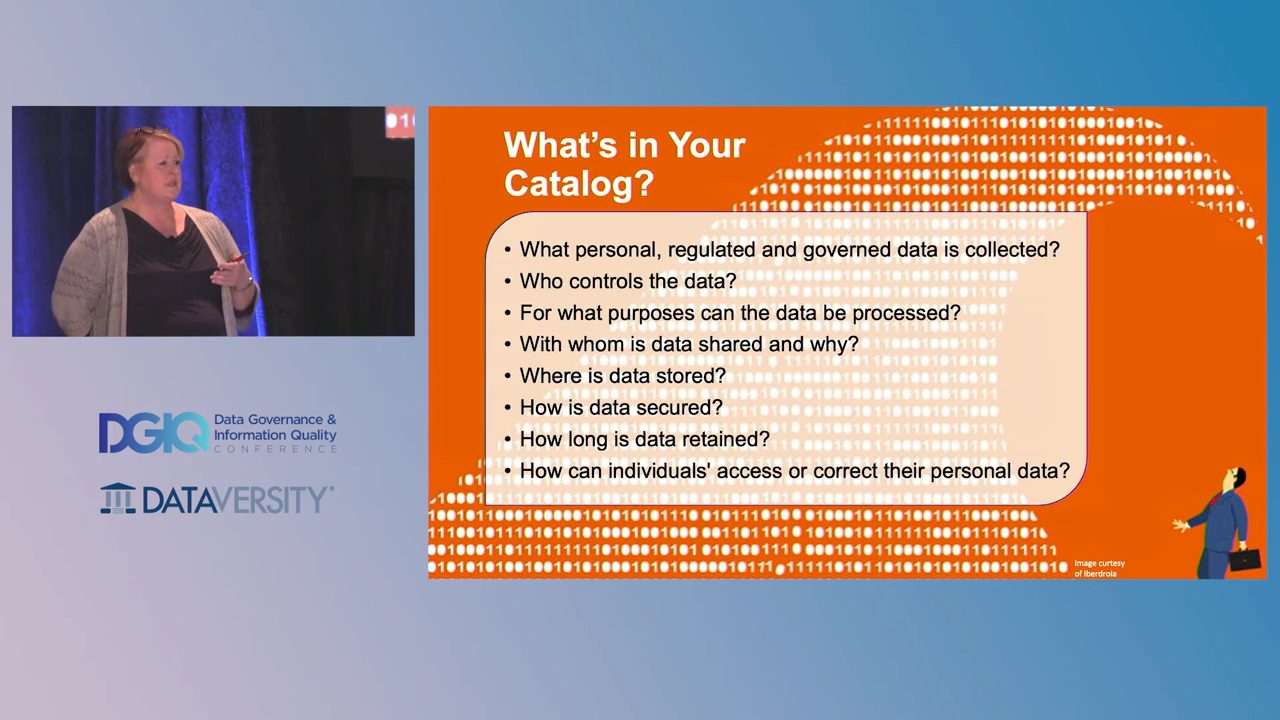 What's in Your
Catalog?
• What personal, regulated and governed data is collected?
• Who controls the data?
• For what purposes can the data be processed?
• With whom is data shared and why?
• Where is data stored?
• How is data secured?
• How long is data retained?
• How can individuals' access or correct their personal data?
Image curtesy
of Iberdrola
DGIQ Data Governance &
Information Quality
CONFERENCE
DATAVERSITY